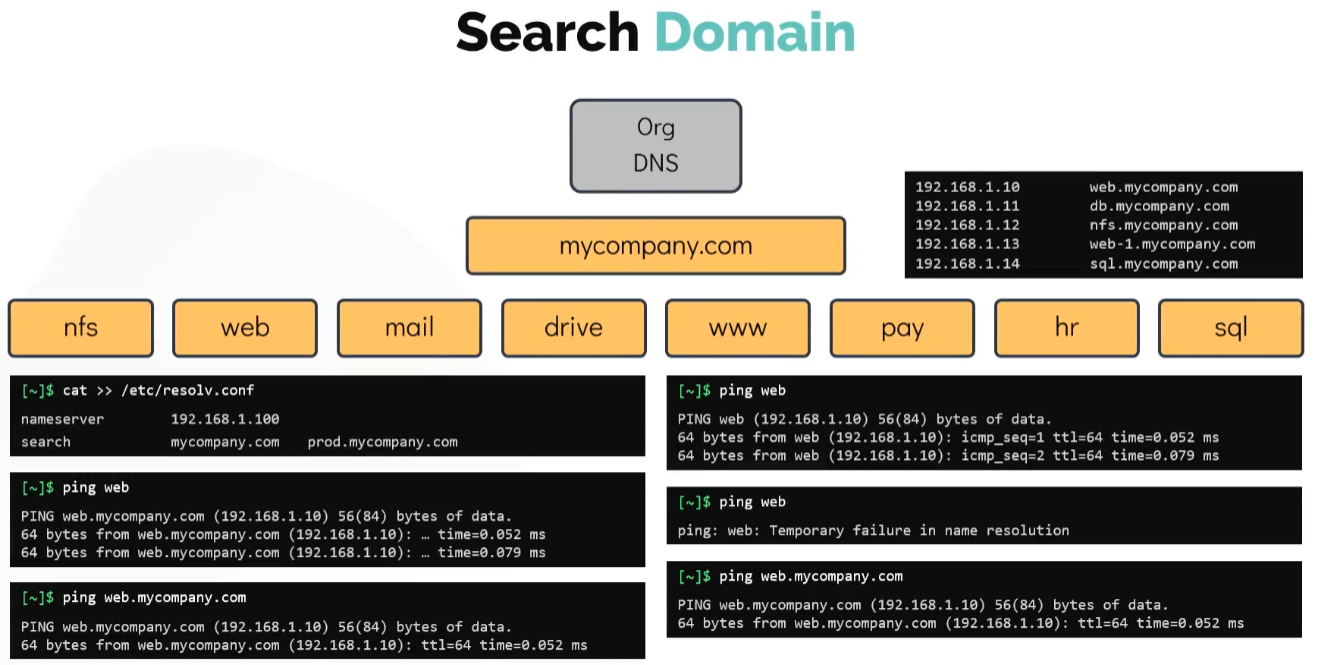 Search Domain
Org
DNS
mycompany.com
192.168.1.10 web.mycompany.com
192.168.1.11 db.mycompany.com
192.168.1.12 nfs.mycompany.com
192.168.1.13 web-1.mycompany.com
192.168.1.14 sql.mycompany.com
nfs
web
mail
drive
www
pay
hr
sql
[~]$ cat >> /etc/resolv.conf
nameserver 192.168.1.100
search mycompany.com prod.mycompany.com
[~]$ ping web
PING web.mycompany.com (192.168.1.10) 56(84) bytes of data.
64 bytes from web.mycompany.com (192.168.1.10): … time=0.052 ms
64 bytes from web.mycompany.com (192.168.1.10): … time=0.079 ms
[~]$ ping web.mycompany.com
PING web.mycompany.com (192.168.1.10) 56(84) bytes of data.
64 bytes from web.mycompany.com (192.168.1.10): ttl=64 time=0.052 ms
[~]$ ping web
PING web (192.168.1.10) 56(84) bytes of data.
64 bytes from web (192.168.1.10): icmp_seq=1 ttl=64 time=0.052 ms
64 bytes from web (192.168.1.10): icmp_seq=2 ttl=64 time=0.079 ms
[~]$ ping web
ping: web: Temporary failure in name resolution
[~]$ ping web.mycompany.com
PING web.mycompany.com (192.168.1.10) 56(84) bytes of data.
64 bytes from web.mycompany.com (192.168.1.10): ttl=64 time=0.052 ms